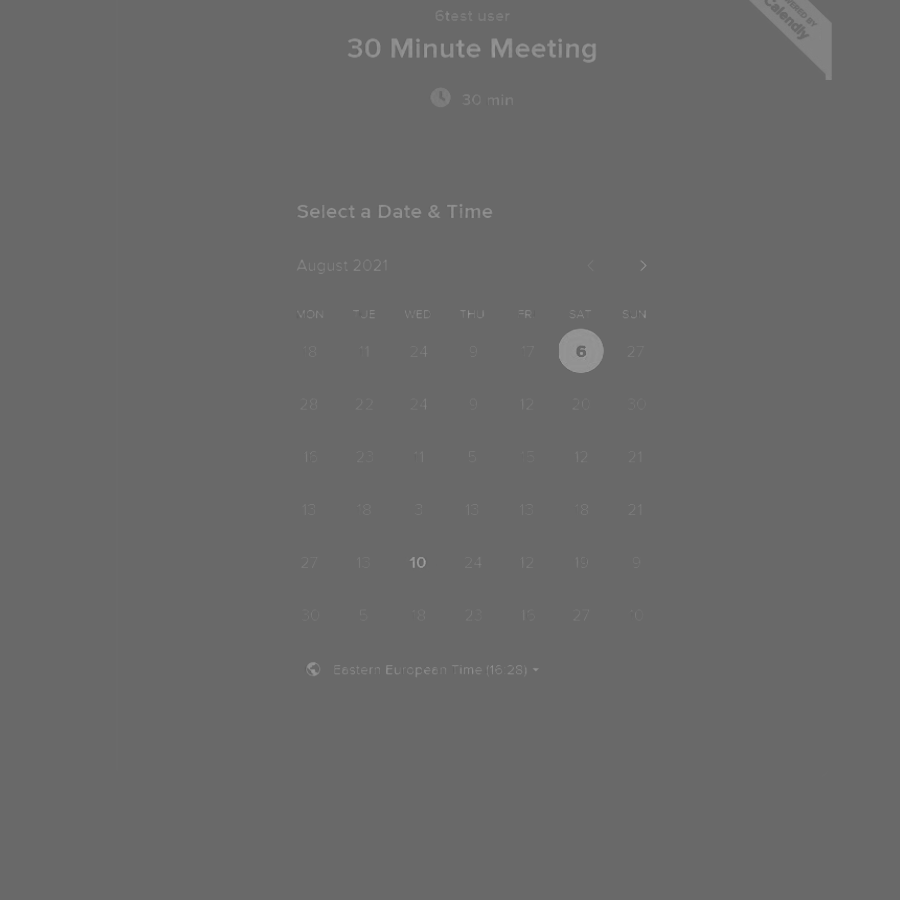 6test user
30 Minute Meeting
30 min
POWERED BY
Calendly
Select a Date & Time
August 2021
MON TUE WED THU FR SAT SUN
18 11 24 9 17 6 27
28 22 24 9 12 20 30
16 23 11 5 15 12 21
13 18 3 13 13 18 21
27 13 10 24 12 19 9
30 5 18 23 16 27 10
Eastern European Time (16:28)